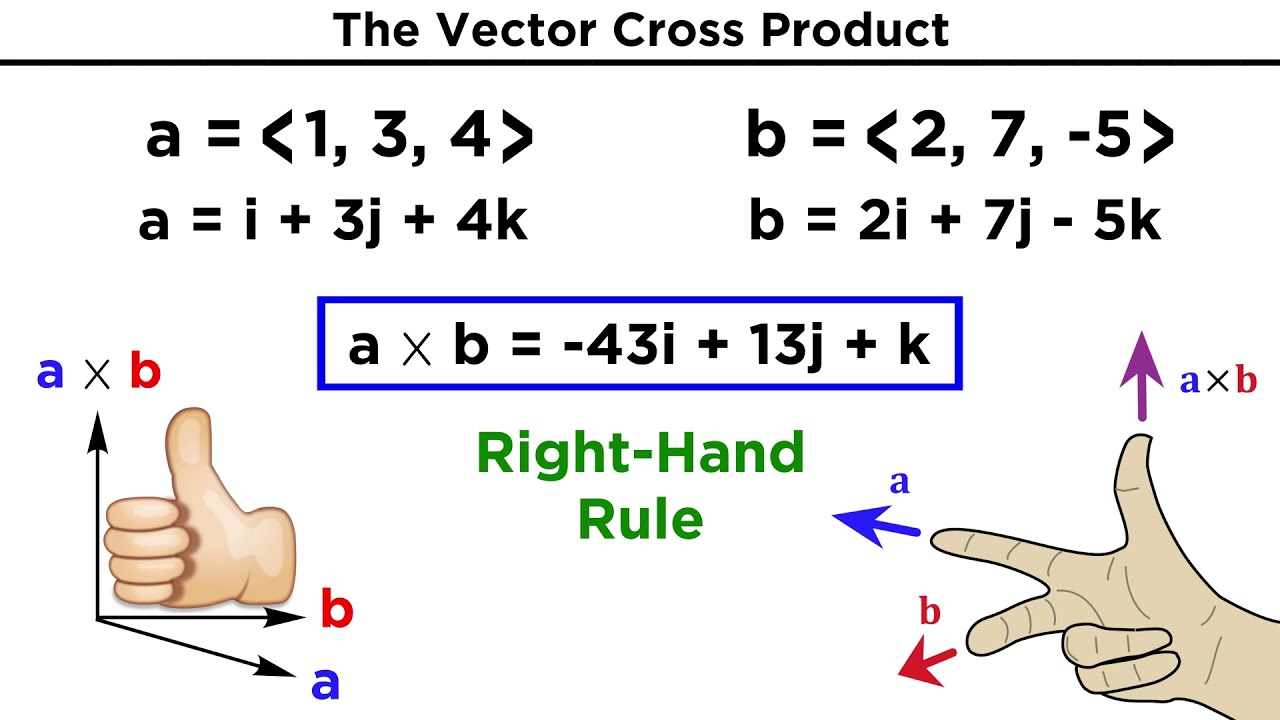 The Vector Cross Product
a = <1, 3, 4>
b = <2, 7, -5>
a = i + 3j + 4k
b = 2i + 7j - 5k
a × b = -43i + 13j + k
a × b
a×b
Right-Hand
Rule
a
b
b
a